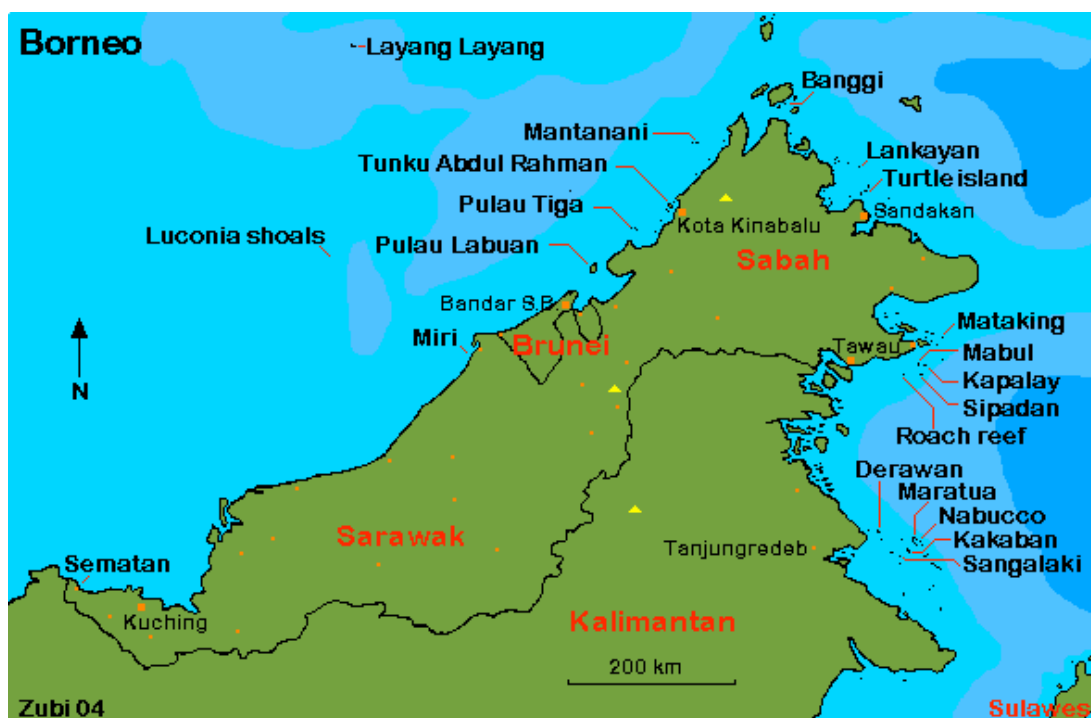 Borneo
Layang Layang
Banggi
Mantanani
Tunku Abdul Rahman
Lankayan
Turtle island
Pulau Tiga
Sandakan
Kota Kinabalu
Luconia shoals
Pulau Labuan
Sabah
Bandar S.B.
Mataking
Miri
Brunei
Tawau
Mabul
N
Kapalay
Sipadan
Roach reef
Derawan
Maratua
Nabucco
Sarawak
Kakaban
Tanjungredeb
Sangalaki
Sematan
Kuching
Kalimantan
200 km
Zubi 04
Sulawes